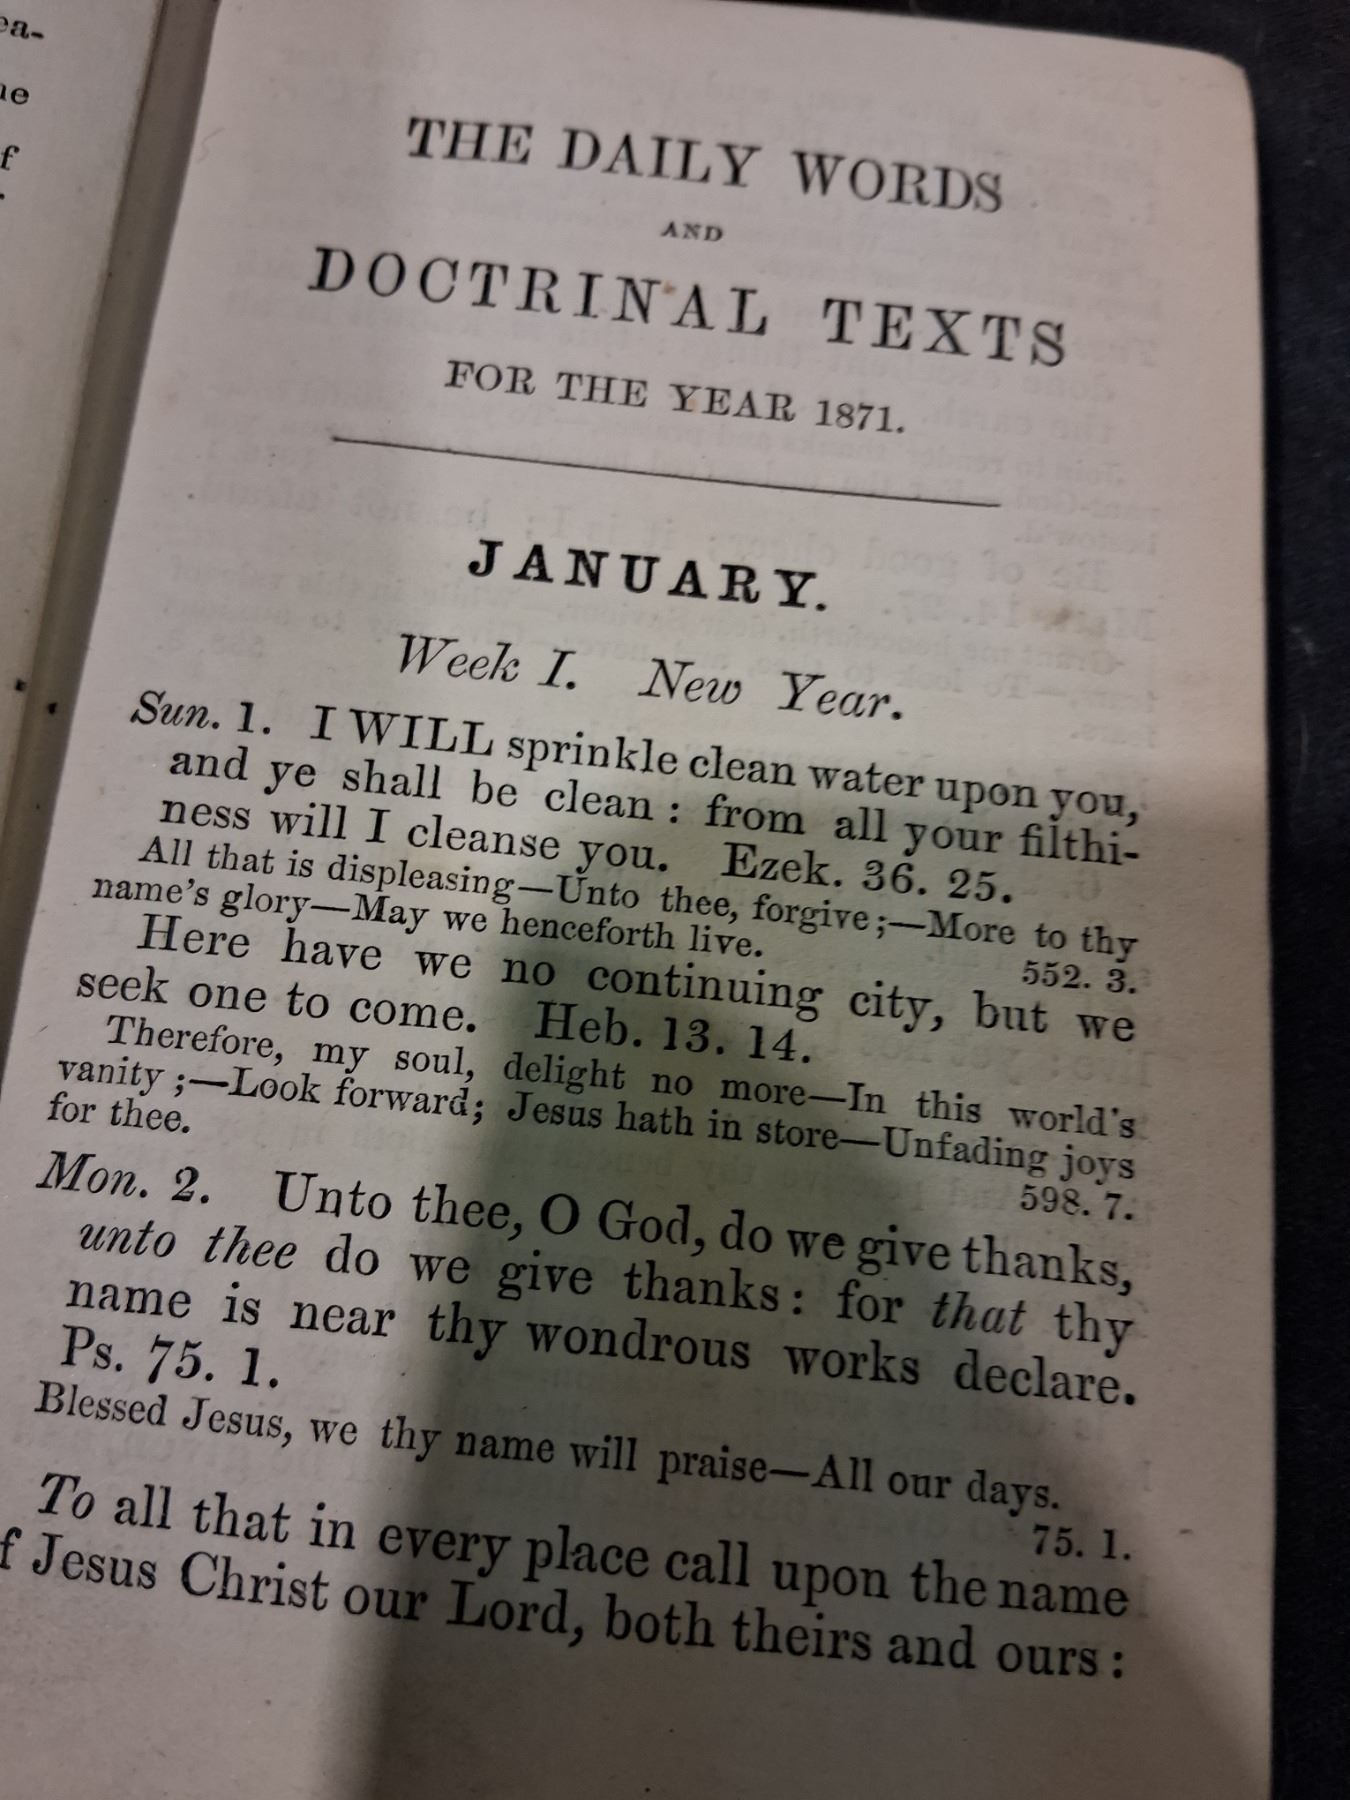 ea-
ne
f
THE DAILY WORDS
AND
DOCTRINAL TEXTS
FOR THE YEAR 1871.
JANUARY.
Week I. New Year.
Sun. 1. I WILL sprinkle clean water upon you,
and ye shall be clean : from all your filthi-
ness will I cleanse you. Ezek. 36. 25.
All that is displeasing—Unto thee, forgive ;—More to thy
name's glory—May we henceforth live.
552. 3.
Here have we no continuing city, but we
seek one to come. Heb. 13. 14.
Therefore, my soul, delight no more—In this world's
vanity ;—Look forward; Jesus hath in store—Unfading joys
for thee.
598. 7.
Mon. 2. Unto thee, O God, do we give thanks,
unto thee do we give thanks : for that thy
name is near thy wondrous works declare.
Ps. 75. 1.
Blessed Jesus, we thy name will praise—All our days.
75. 1.
To all that in every place call upon the name
f Jesus Christ our Lord, both theirs and ours :